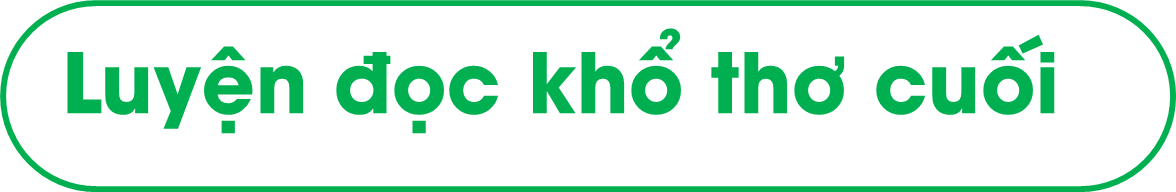 Luyện đọc khổ thơ cuối